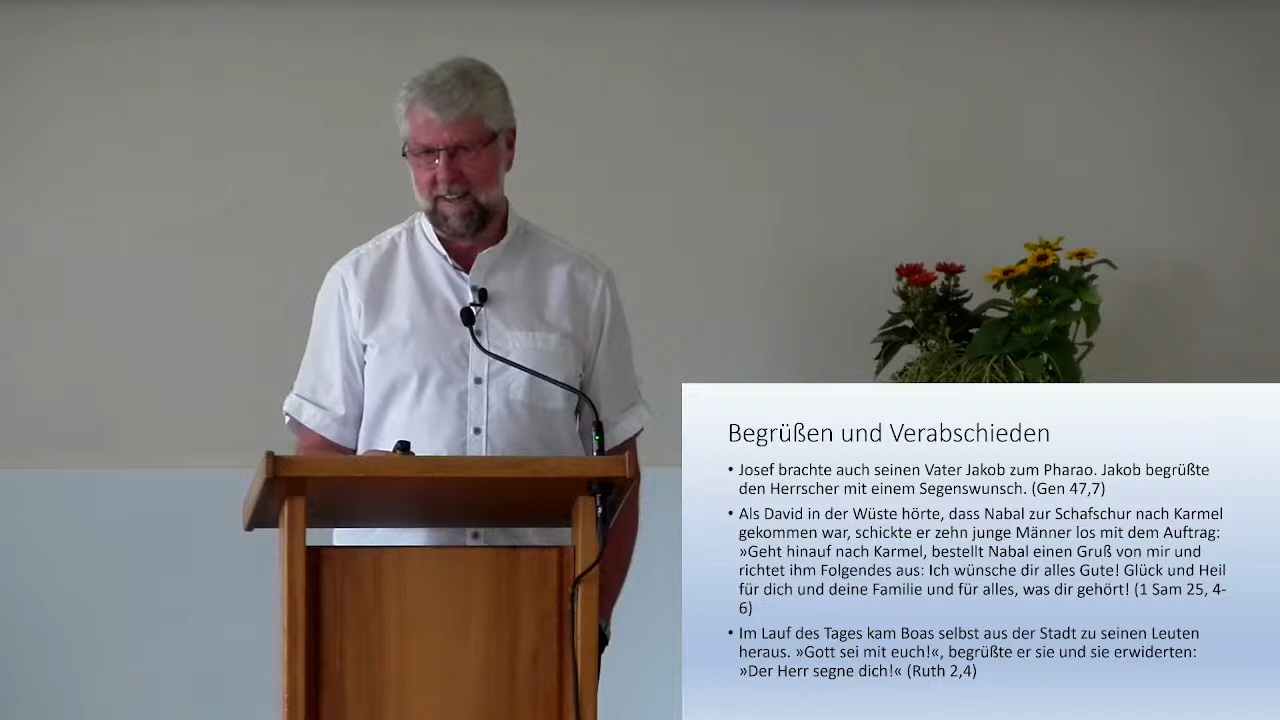 Begrüßen und Verabschieden
• Josef brachte auch seinen Vater Jakob zum Pharao. Jakob begrüßte
den Herrscher mit einem Segenswunsch. (Gen 47,7)
• Als David in der Wüste hörte, dass Nabal zur Schafschur nach Karmel
gekommen war, schickte er zehn junge Männer los mit dem Auftrag:
»Geht hinauf nach Karmel, bestellt Nabal einen Gruß von mir und
richtet ihm Folgendes aus: Ich wünsche dir alles Gute! Glück und Heil
für dich und deine Familie und für alles, was dir gehört! (1 Sam 25, 4-
6)
• Im Lauf des Tages kam Boas selbst aus der Stadt zu seinen Leuten
heraus. »Gott sei mit euch!«, begrüßte er sie und sie erwiderten:
»Der Herr segne dich!« (Ruth 2,4)